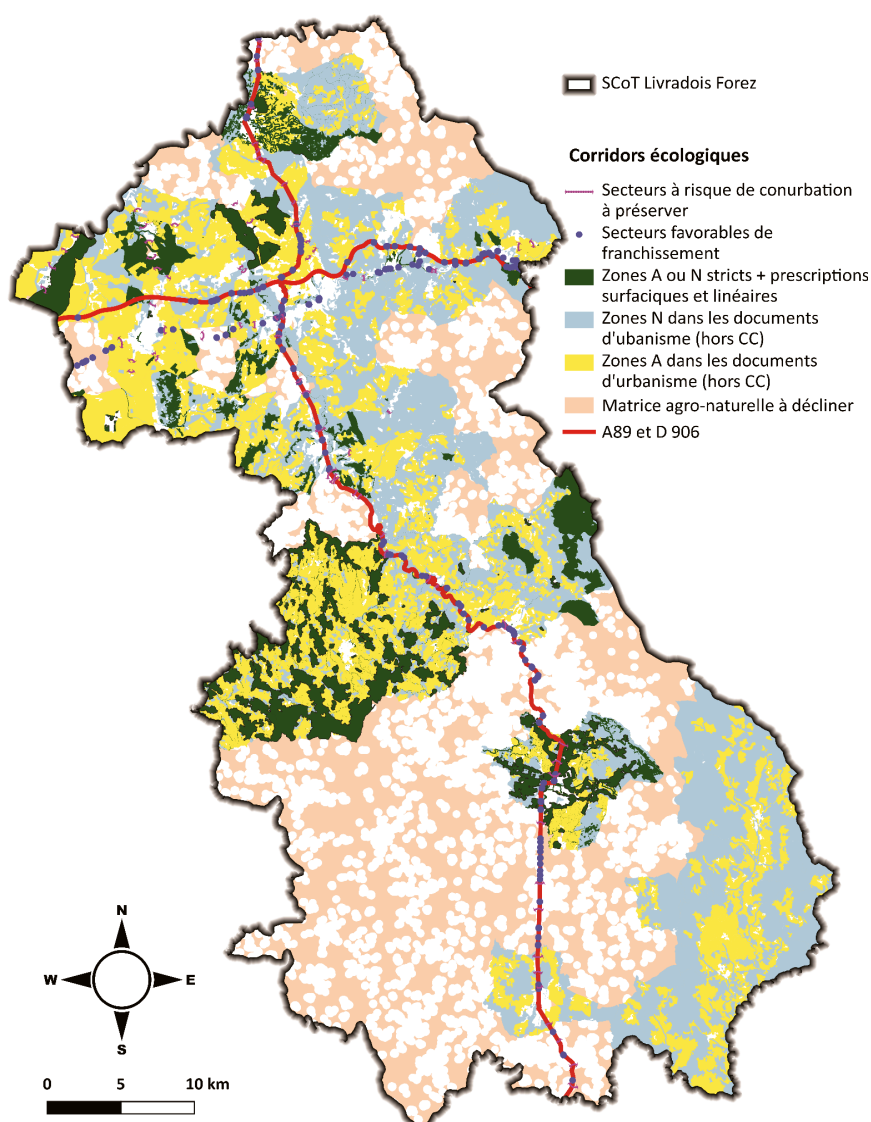 SCoT Livradois Forez
Corridors écologiques
Secteurs à risque de conurbation
à préserver
Secteurs favorables de
franchissement
Zones A ou N stricts + prescriptions
surfaciques et linéaires
Zones N dans les documents
d'ubanisme (hors CC)
Zones A dans les documents
d'urbanisme (hors CC)
Matrice agro-naturelle à décliner
A89 et D 906
N
W E
S
0 5 10 km